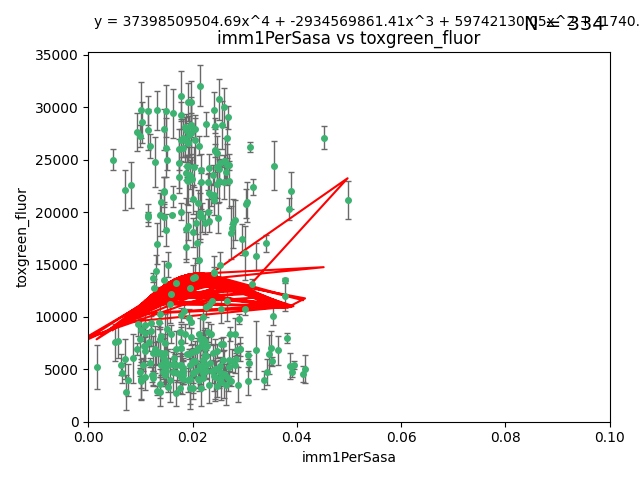 y = 37398509504.69x^4 + -2934569861.41x^3 + 59742130.
N = 334
imm1PerSasa vs toxgreen_fluor
35000
30000
25000
20000
15000
10000
5000
0
toxgreen_fluor
0.00 0.02 0.04 0.06 0.08 0.10
imm1PerSasa